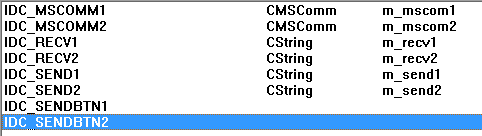 IDC_MSCOMM1 CMSComm m_mscom1
IDC_MSCOMM2 CMSComm m_mscom2
IDC_RECV1 CString m_recv1
IDC_RECV2 CString m_recv2
IDC_SEND1 CString m_send1
IDC_SEND2 CString m_send2
IDC_SENDBTN1
IDC_SENDBTN2